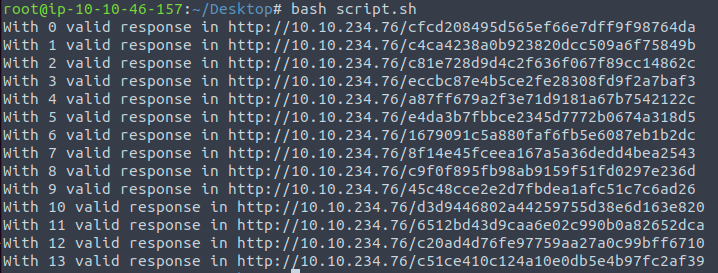 root@ip-10-10-46-157:~/Desktop# bash script.sh
With 0 valid response in http://10.10.234.76/cfcd208495d565ef66e7dff9f98764da
With 1 valid response in http://10.10.234.76/c4ca4238a0b923820dcc509a6f75849b
With 2 valid response in http://10.10.234.76/c81e728d9d4c2f636f067f89cc14862c
With 3 valid response in http://10.10.234.76/eccbc87e4b5ce2fe28308fd9f2a7baf3
With 4 valid response in http://10.10.234.76/a87ff679a2f3e71d9181a67b7542122c
With 5 valid response in http://10.10.234.76/e4da3b7fbbce2345d7772b0674a318d5
With 6 valid response in http://10.10.234.76/1679091c5a880faf6fb5e6087eb1b2dc
With 7 valid response in http://10.10.234.76/8f14e45fceea167a5a36dedd4bea2543
With 8 valid response in http://10.10.234.76/c9f0f895fb98ab9159f51fd0297e236d
With 9 valid response in http://10.10.234.76/45c48cce2e2d7fbdea1afc51c7c6ad26
With 10 valid response in http://10.10.234.76/d3d9446802a44259755d38e6d163e820
With 11 valid response in http://10.10.234.76/6512bd43d9caa6e02c990b0a82652dca
With 12 valid response in http://10.10.234.76/c20ad4d76fe97759aa27a0c99bff6710
With 13 valid response in http://10.10.234.76/c51ce410c124a10e0db5e4b97fc2af39